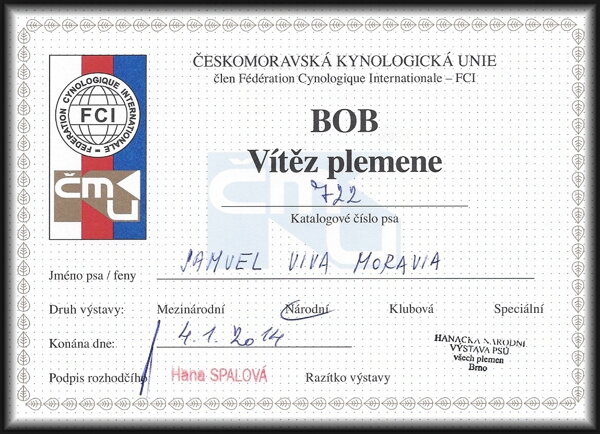 ČESKOMORAVSKÁ KYNOLOGICKÁ UNIE
člen Fédération Cynologique Internationale – FCI
FEDERATION CYNOLOGIQUE INTERNATIONALE
FCI
čmu
BOB
Vítěz plemene
722
Katalogové číslo psa
Jméno psa / feny SAMUEL VIVA MORAVIA
Druh výstavy: Mezinárodní Národní Klubová Speciální
Konána dne: 4.1.2014
HANÁCKÁ NÁRODNÍ
VÝSTAVA PSŮ
všech plemen
Brno
Podpis rozhodčího Hana SPALOVÁ Razítko výstavy